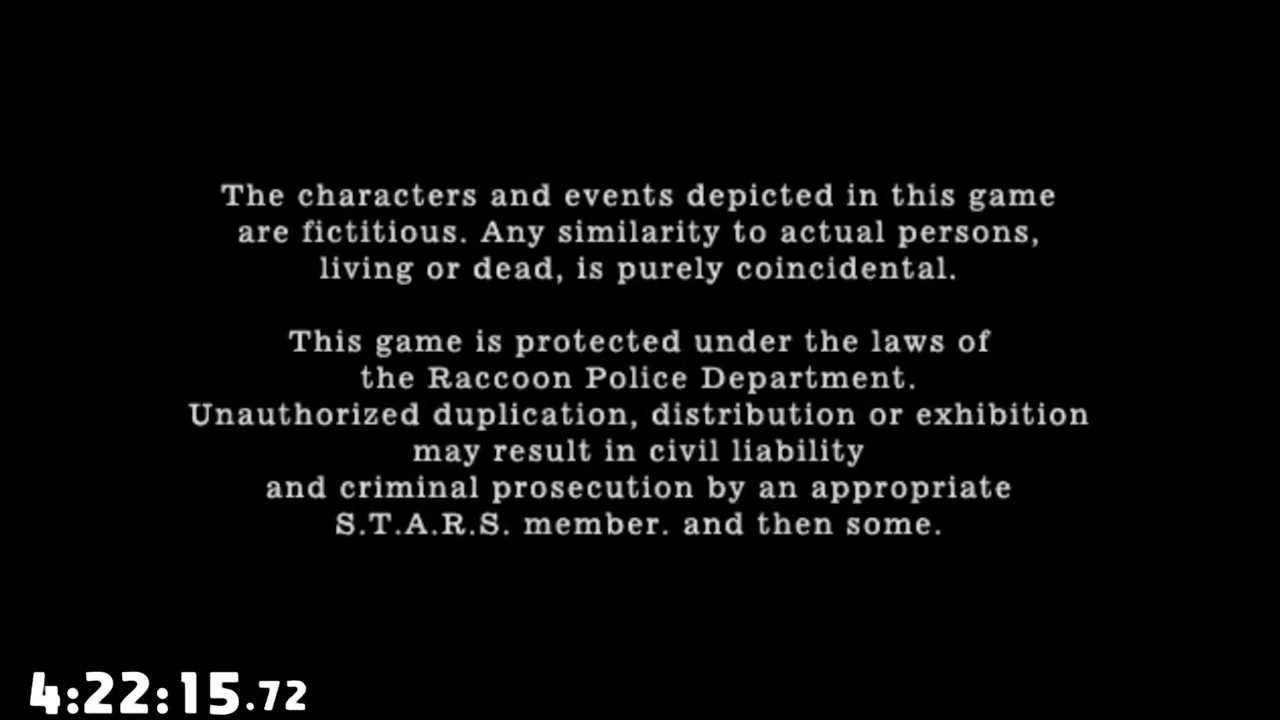 The characters and events depicted in this game
are fictitious. Any similarity to actual persons,
living or dead, is purely coincidental.
This game is protected under the laws of
the Raccoon Police Department.
Unauthorized duplication, distribution or exhibition
may result in civil liability
and criminal prosecution by an appropriate
S.T.A.R.S. member. and then some.
4:22:15.72